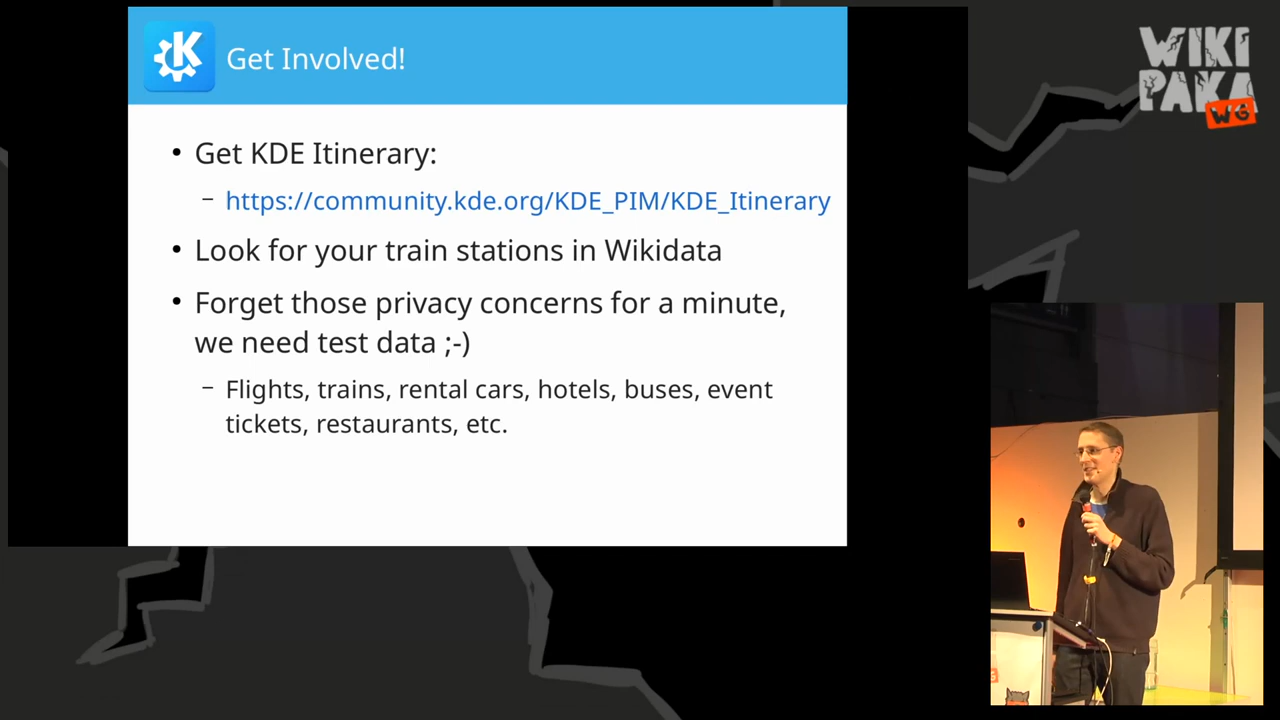 Get Involved!
Get KDE Itinerary:
https://community.kde.org/KDE_PIM/KDE_Itinerary
Look for your train stations in Wikidata
Forget those privacy concerns for a minute,
we need test data ;-)
Flights, trains, rental cars, hotels, buses, event
tickets, restaurants, etc.
WIKI
PAKA
WG